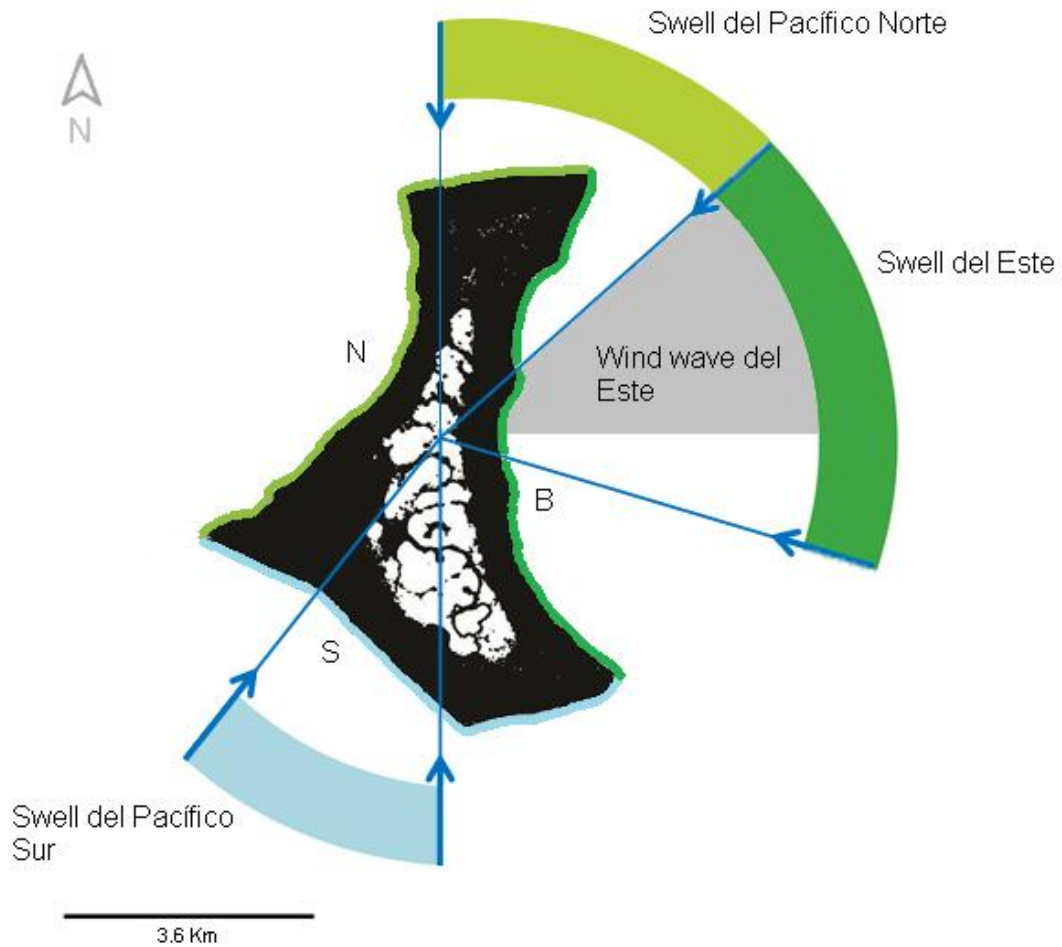 Swell del Pacífico Norte
N
Swell del Este
N
Wind wave del
Este
B
S
Swell del Pacífico
Sur
3.6 Km